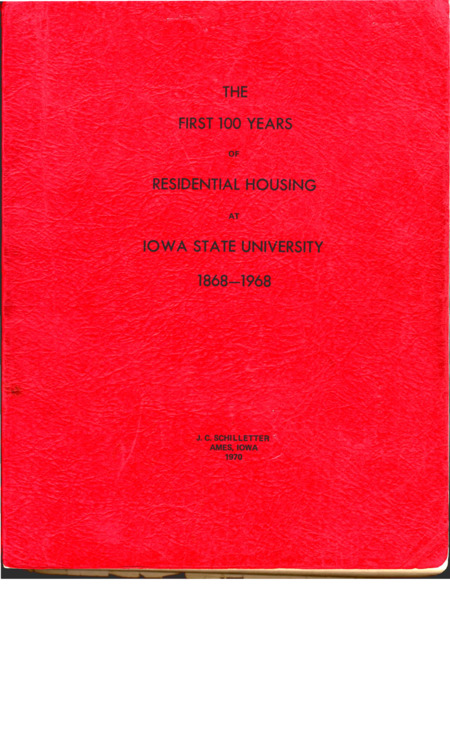 THE
FIRST 100 YEARS
OF
RESIDENTIAL HOUSING
AT
IOWA STATE UNIVERSITY
1868—1968
J. C. SCHILLETTER
AMES, IOWA
1970